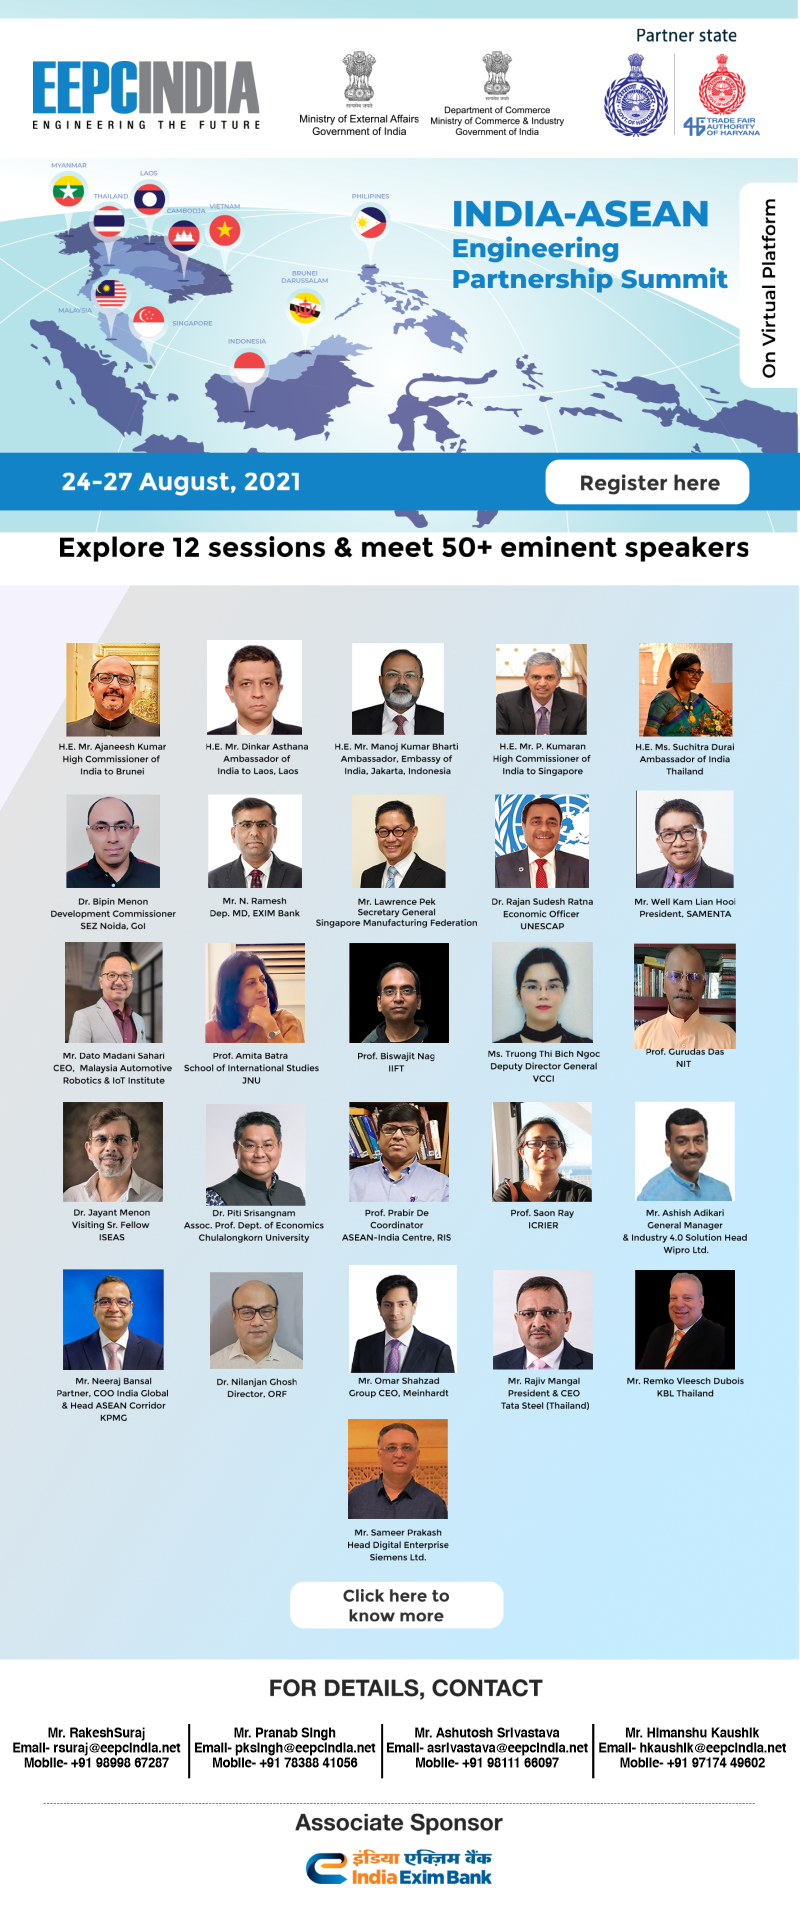 Partner state
EEPCINDIA
ENGINEERING THE FUTURE
सत्यमेव जयते
Ministry of External Affairs
Government of India
सत्यमेव जयते
Department of Commerce
Ministry of Commerce & Industry
Government of India
TRADE FAIR
AUTHORITY
OF HARYANA
MYANMAR
LAOS
THAILAND
CAMBODJA
VIETNAM
PHILIPINES
MALAYSIA
SINGAPORE
BRUNEI
DARUSSALAM
INDONESIA
INDIA-ASEAN
Engineering
Partnership Summit
On Virtual Platform
24-27 August, 2021
Register here
Explore 12 sessions & meet 50+ eminent speakers
H.E. Mr. Ajaneesh Kumar
High Commissioner of
India to Brunei
H.E. Mr. Dinkar Asthana
Ambassador of
India to Laos, Laos
H.E. Mr. Manoj Kumar Bharti
Ambassador, Embassy of
India, Jakarta, Indonesia
H.E. Mr. P. Kumaran
High Commissioner of
India to Singapore
H.E. Ms. Suchitra Durai
Ambassador of India
Thailand
Dr. Bipin Menon
Development Commissioner
SEZ Noida, GoI
Mr. N. Ramesh
Dep. MD, EXIM Bank
Mr. Lawrence Pek
Secretary General
Singapore Manufacturing Federation
Dr. Rajan Sudesh Ratna
Economic Officer
UNESCAP
Mr. Well Kam Lian Hooi
President, SAMENTA
Mr. Dato Madani Sahari
CEO, Malaysia Automotive
Robotics & IoT Institute
Prof. Amita Batra
School of International Studies
JNU
Prof. Biswajit Nag
IIFT
Ms. Truong Thi Bich Ngoc
Deputy Director General
VCCI
Prof. Gurudas Das
NIT
Dr. Jayant Menon
Visiting Sr. Fellow
ISEAS
Dr. Piti Srisangnam
Assoc. Prof. Dept. of Economics
Chulalongkorn University
Prof. Prabir De
Coordinator
ASEAN-India Centre, RIS
Prof. Saon Ray
ICRIER
Mr. Ashish Adikari
General Manager
& Industry 4.0 Solution Head
Wipro Ltd.
Mr. Neeraj Bansal
Partner, COO India Global
& Head ASEAN Corridor
KPMG
Dr. Nilanjan Ghosh
Director, ORF
Mr. Omar Shahzad
Group CEO, Meinhardt
Mr. Rajiv Mangal
President & CEO
Tata Steel (Thailand)
Mr. Remko Vleesch Dubois
KBL Thailand
Mr. Sameer Prakash
Head Digital Enterprise
Siemens Ltd.
Click here to
know more
FOR DETAILS, CONTACT
Mr. RakeshSuraj
Email- rsuraj@eepcindia.net
Mobile- +91 98998 67287
Mr. Pranab Singh
Email- pksingh@eepcindia.net
Mobile- +91 78388 41056
Mr. Ashutosh Srivastava
Email- asrivastava@eepcindia.net
Mobile- +91 98111 66097
Mr. Himanshu Kaushik
Email- hkaushik@eepcindia.net
Mobile- +91 97174 49602
Associate Sponsor
इंडिया एक्ज़िम बैंक
India Exim Bank